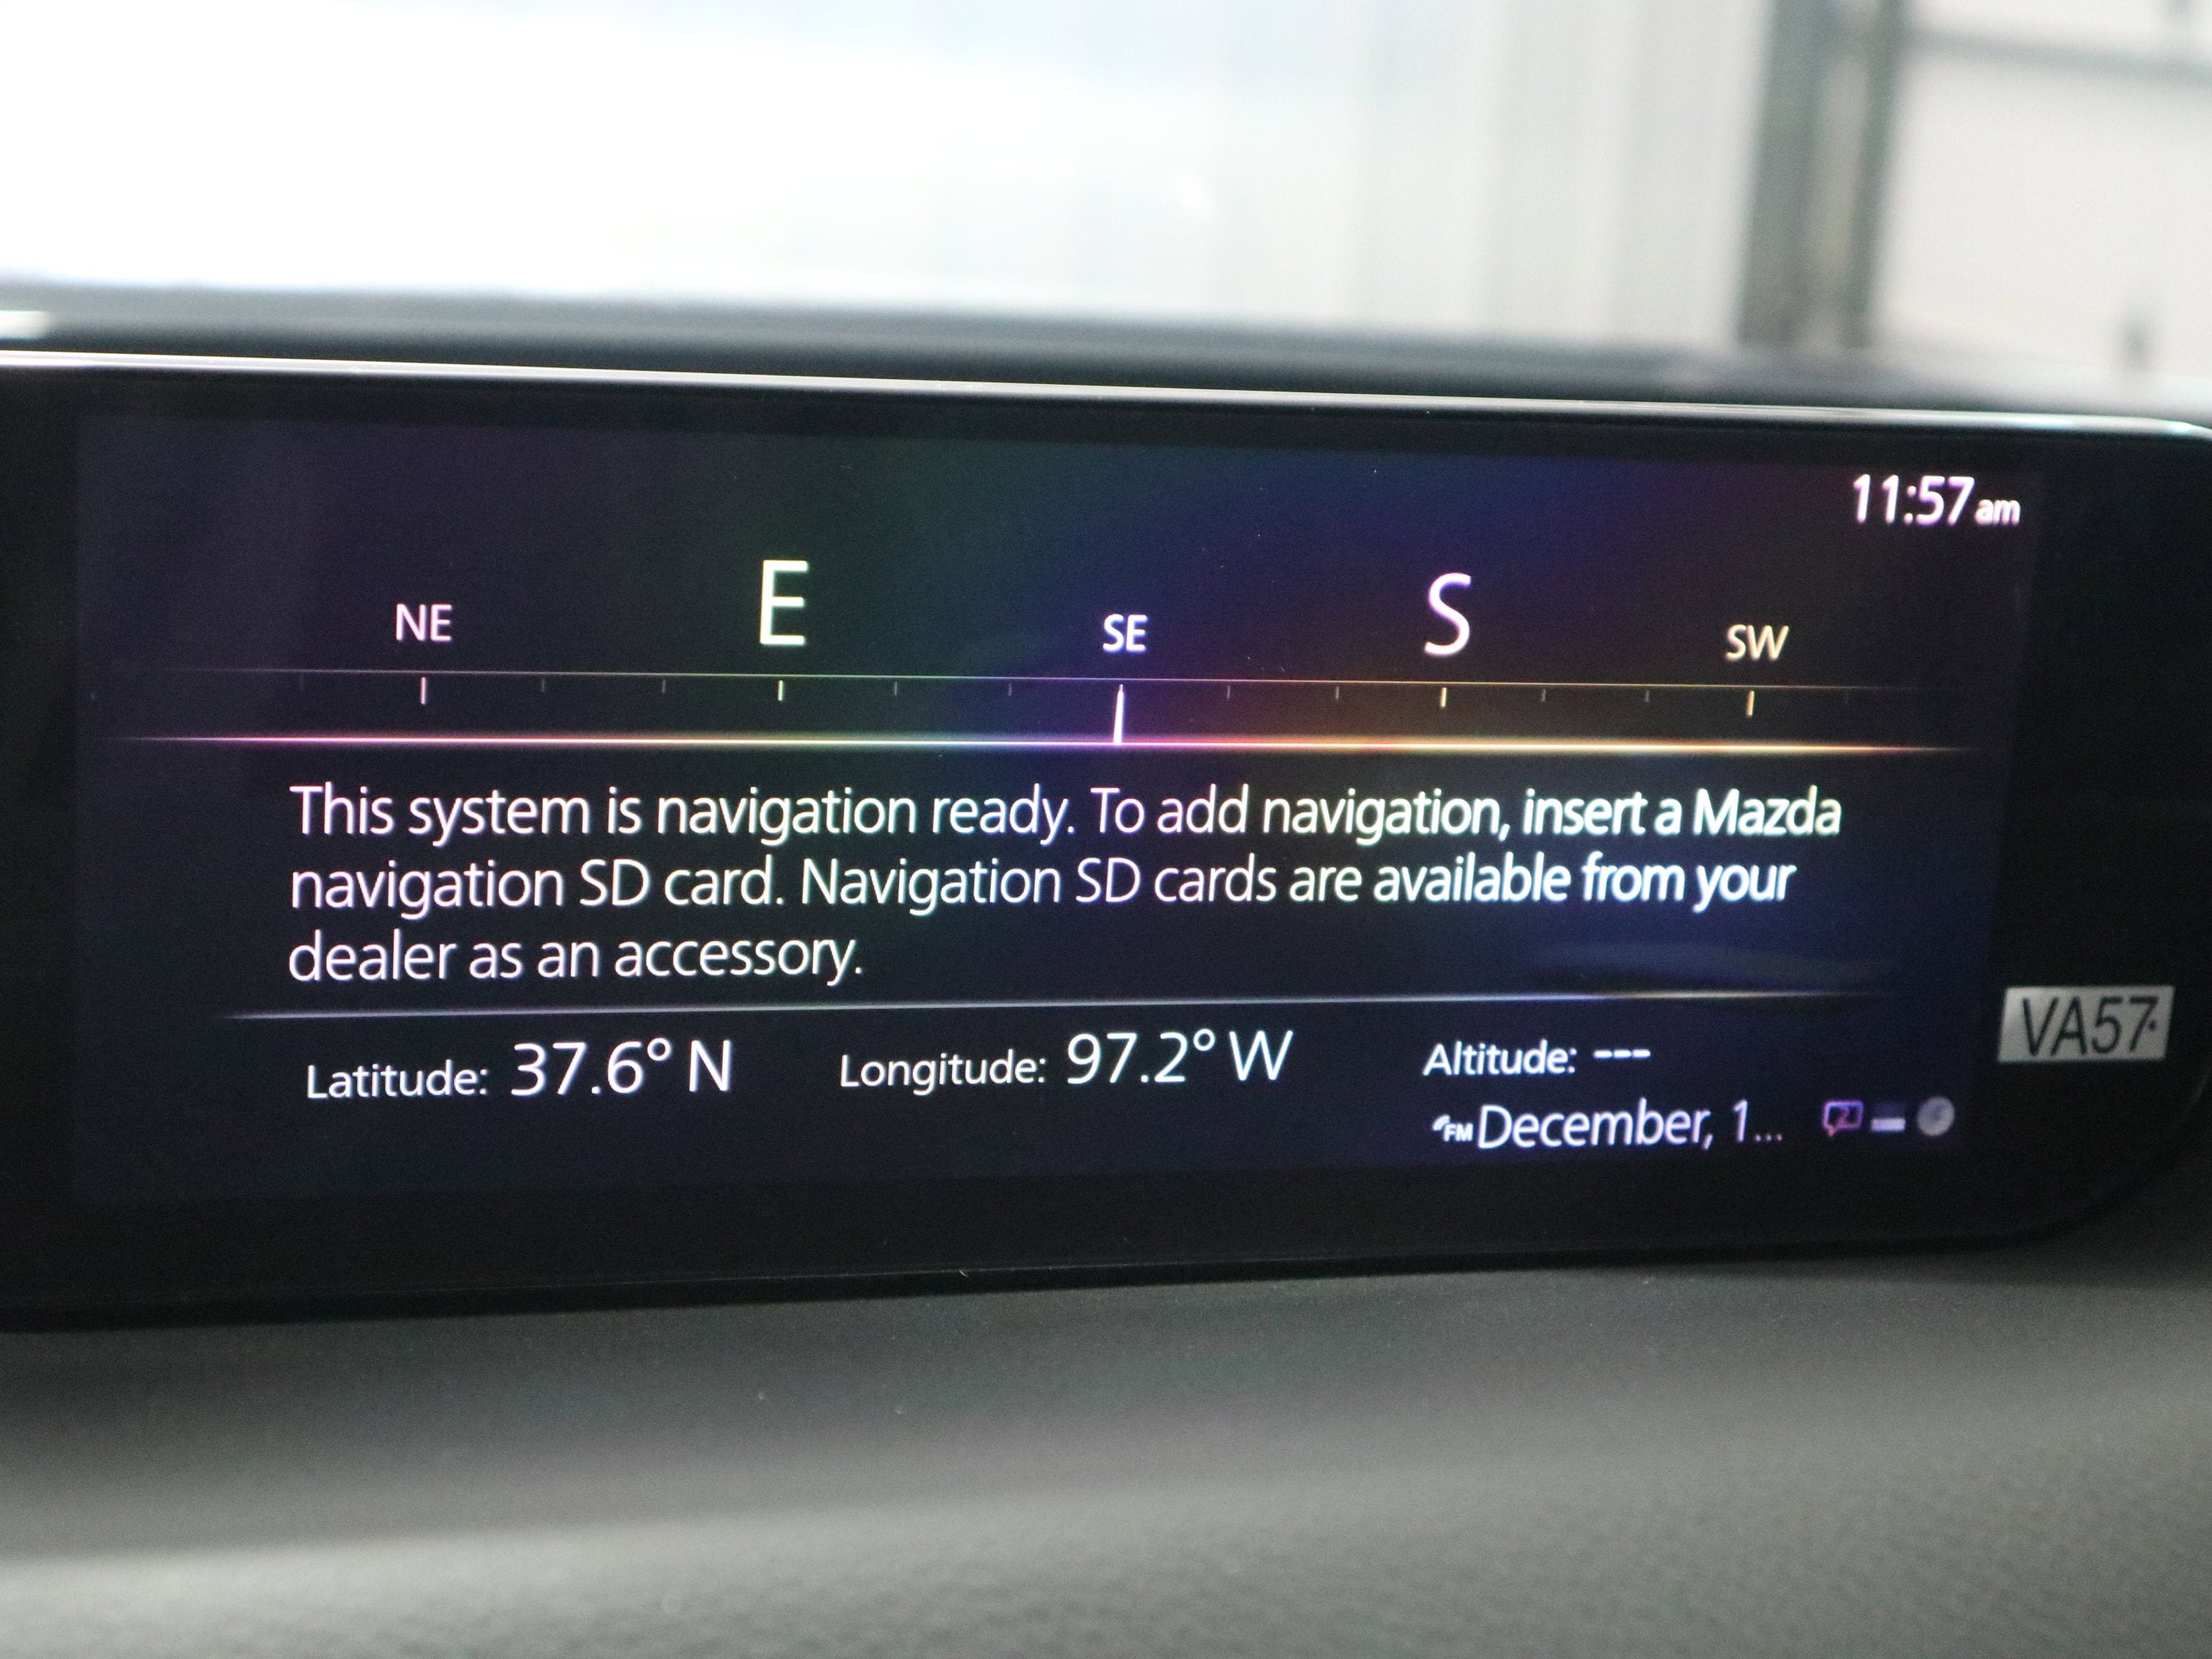 11:57am
NE E SE S SW
This system is navigation ready. To add navigation, insert a Mazda
navigation SD card. Navigation SD cards are available from your
dealer as an accessory.
Latitude: 37.6° N Longitude: 97.2° W Altitude: ---
FM December, 1...
VA57